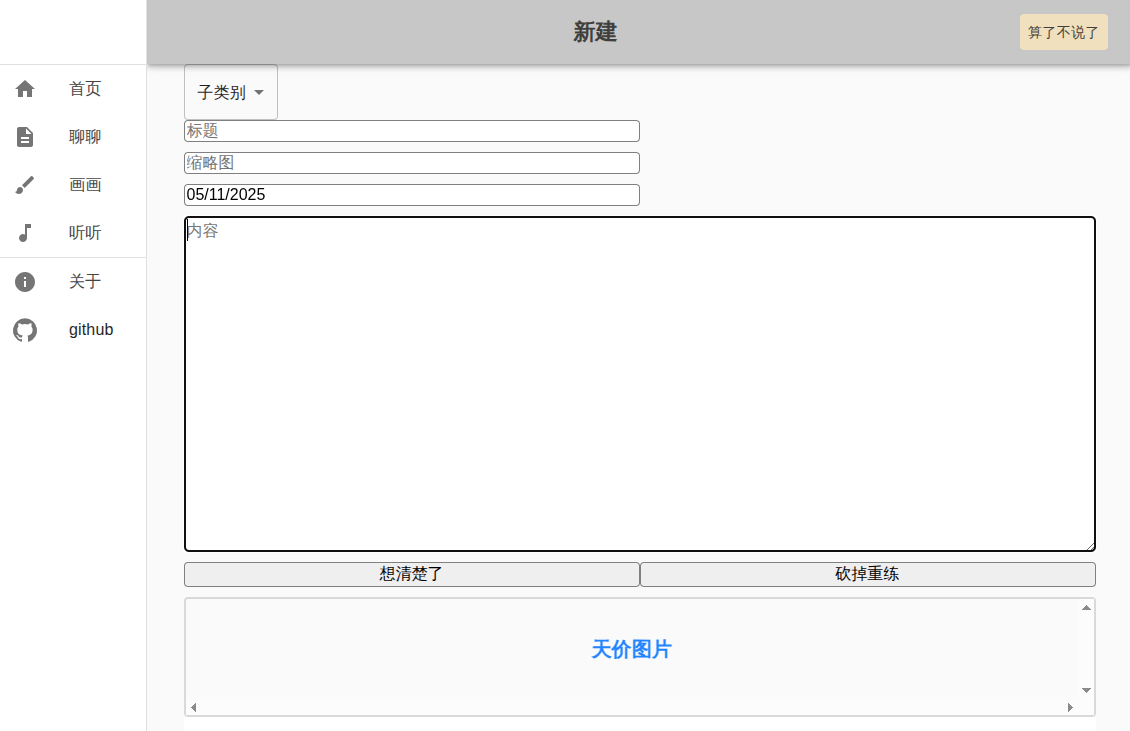 新建
算了不说了
首页
聊聊
画画
听听
关于
github
子类别
标题
缩略图
05/11/2025
内容
想清楚了
砍掉重练
天价图片